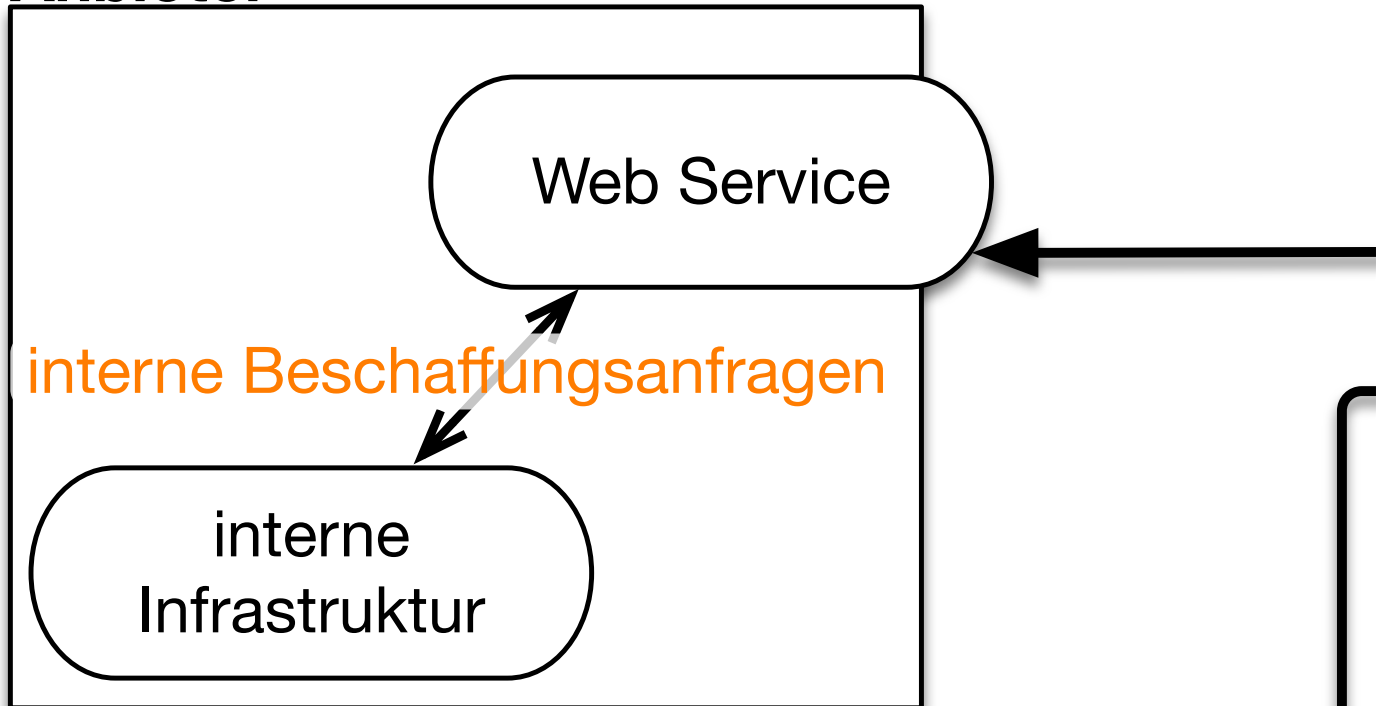 Web Service
interne Beschaffungsanfragen
interne
Infrastruktur